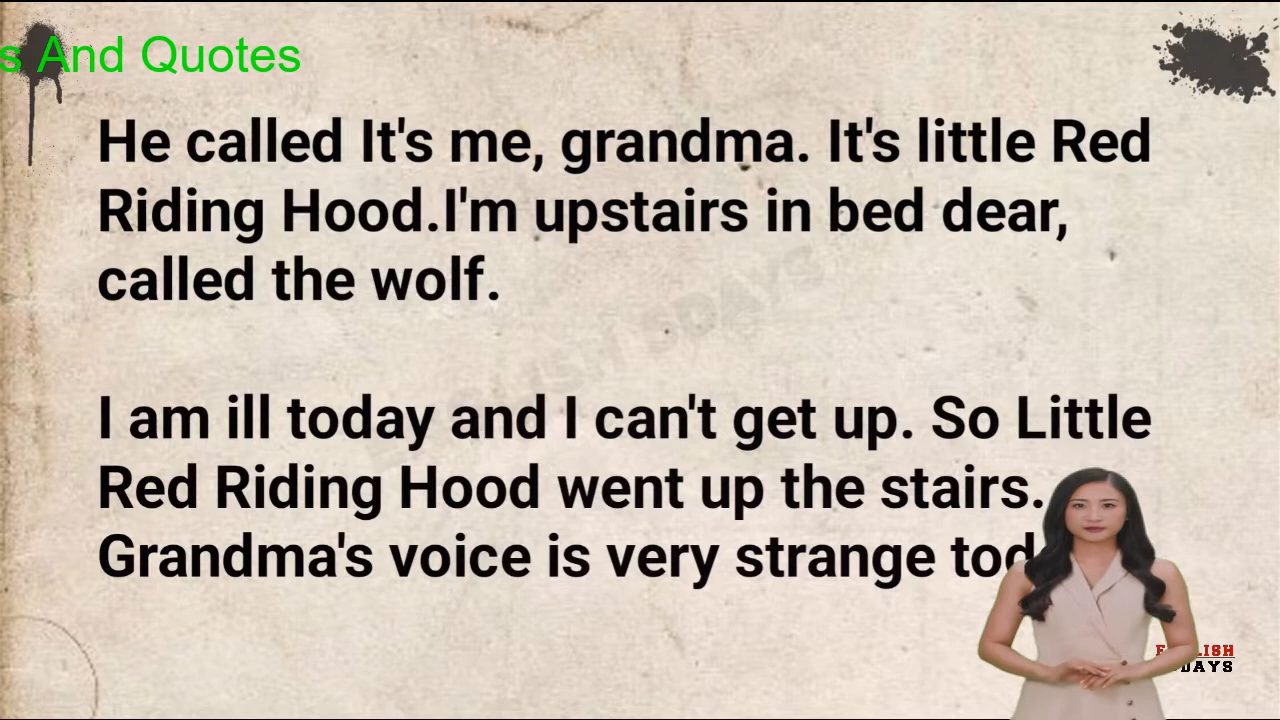 And Quotes
He called It's me, grandma. It's little Red
Riding Hood.I'm upstairs in bed dear,
called the wolf.
I am ill today and I can't get up. So Little
Red Riding Hood went up the stairs.
Grandma's voice is very strange
DAYS